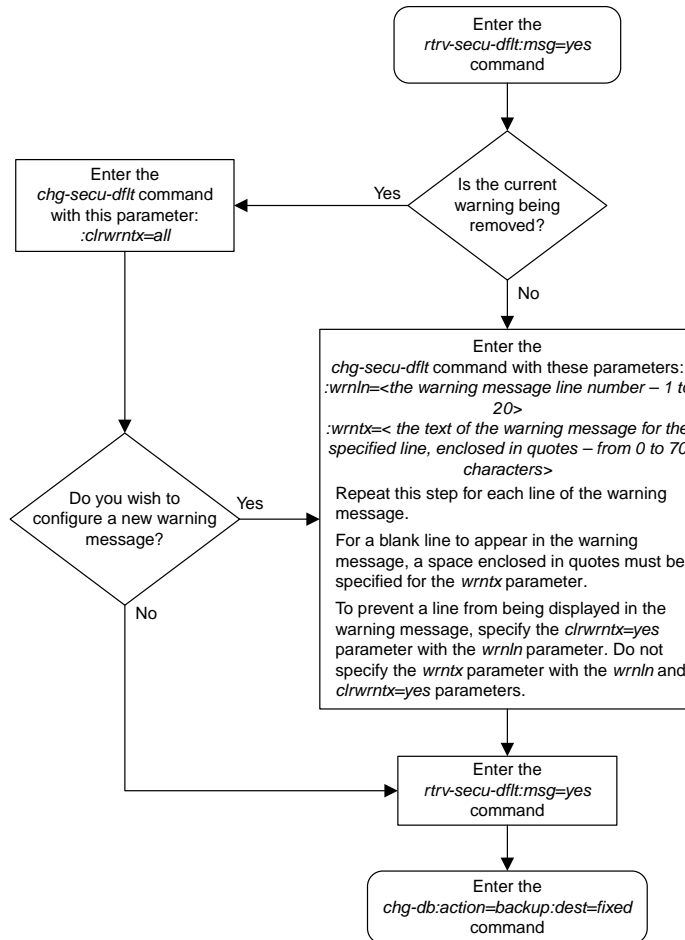 Enter the
rtrv-secu-dflt:msg=yes
command
Is the current
warning being
removed?
Yes
Enter the
chg-secu-dflt command
with this parameter:
:clrwrntx=all
No
Enter the
chg-secu-dflt command with these parameters:
:wrnln=<the warning message line number – 1 to
20>
:wrntx=< the text of the warning message for the
specified line, enclosed in quotes – from 0 to 70
characters>
Repeat this step for each line of the warning
message.
For a blank line to appear in the warning
message, a space enclosed in quotes must be
specified for the wrntx parameter.
To prevent a line from being displayed in the
warning message, specify the clrwrntx=yes
parameter with the wrnln parameter. Do not
specify the wrntx parameter with the wrnln and
clrwrntx=yes parameters.
Do you wish to
configure a new warning
message?
Yes
No
Enter the
rtrv-secu-dflt:msg=yes
command
Enter the
chg-db:action=backup:dest=fixed
command